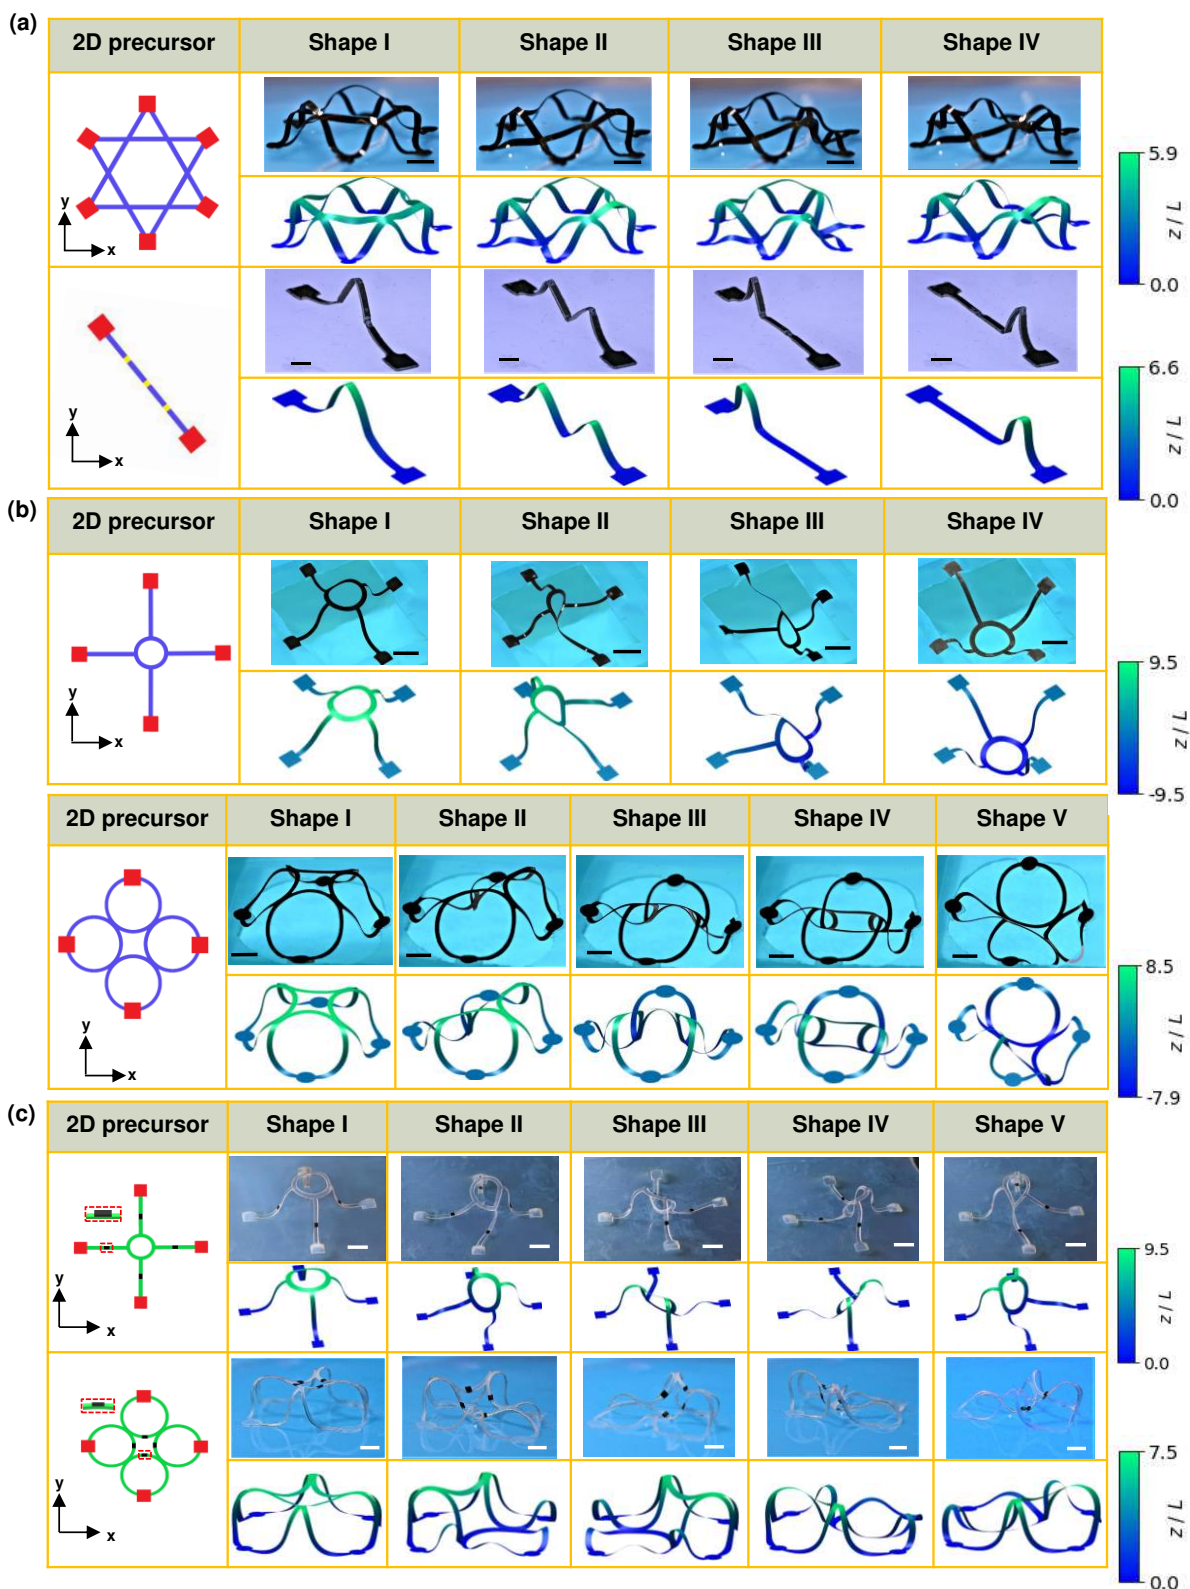 (a)
2D precursor Shape I Shape II Shape III Shape IV
y
x
5.9
z / L
0.0
y
x
6.6
z / L
0.0
(b)
2D precursor Shape I Shape II Shape III Shape IV
y
x
9.5
z / L
-9.5
2D precursor Shape I Shape II Shape III Shape IV Shape V
y
x
8.5
z / L
-7.9
(c)
2D precursor Shape I Shape II Shape III Shape IV Shape V
y
x
9.5
z / L
0.0
y
x
7.5
z / L
0.0